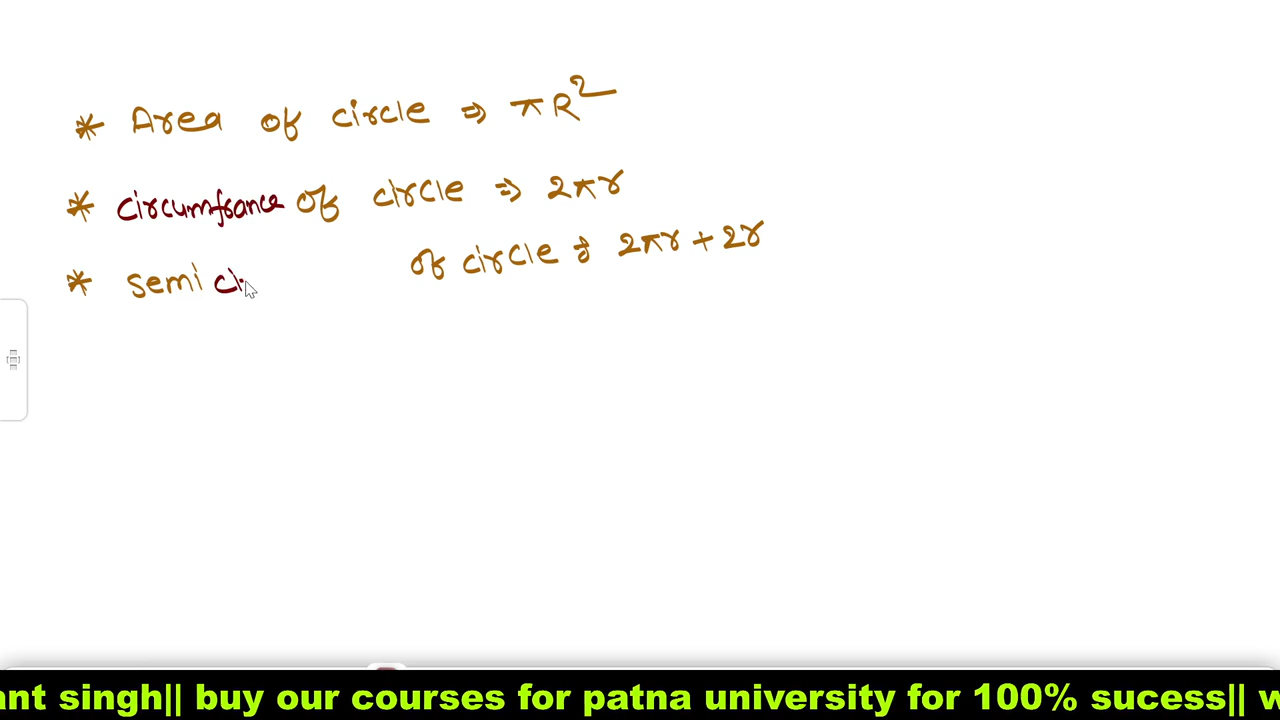 * Area of circle ⇒ πR²
* circumfrance of circle ⇒ 2πr
* semi ci of circle : 2πr + 2r
ant singh|| buy our courses for patna university for 100% sucess|| w